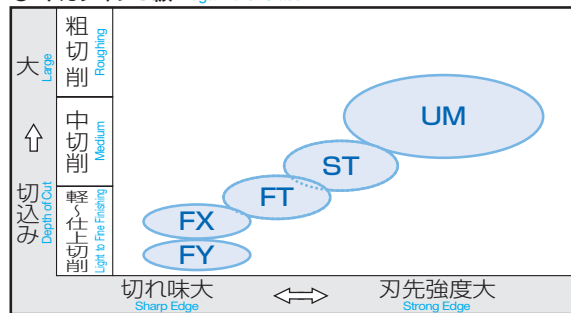 大
Large
切込み
Depth of Cut
粗切削
Roughing
中切削
Medium
軽~仕上切削
Light to Fine Finishing
UM
ST
FT
FX
FY
切れ味大
Sharp Edge
刃先強度大
Strong Edge